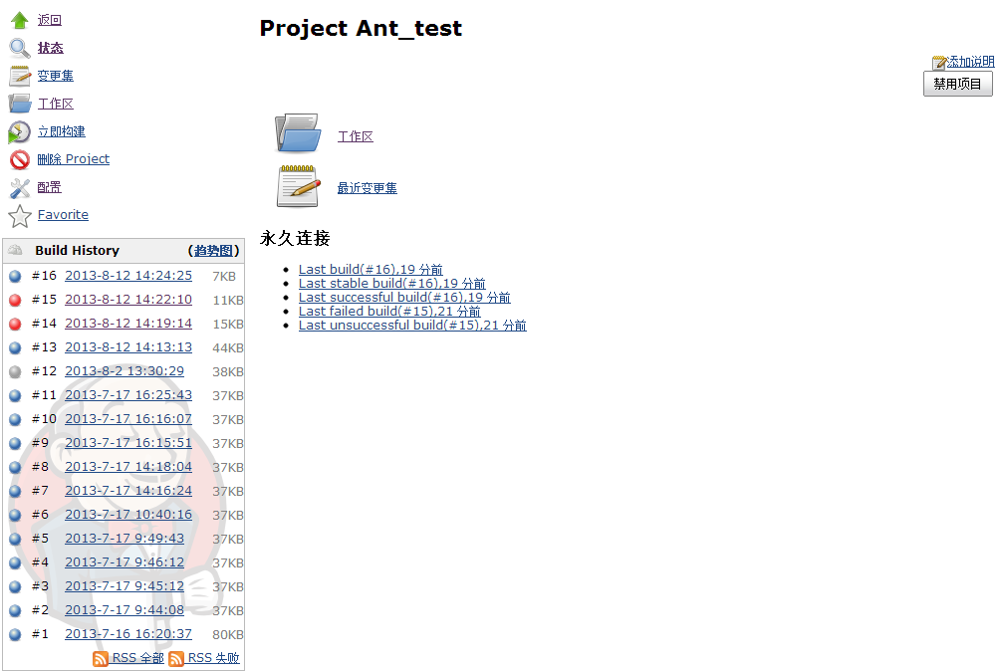 返回
状态
变更集
工作区
立即构建
删除 Project
配置
Favorite
Build History (趋势图)
#16 2013-8-12 14:24:25 7KB
#15 2013-8-12 14:22:10 11KB
#14 2013-8-12 14:19:14 15KB
#13 2013-8-12 14:13:13 44KB
#12 2013-8-2 13:30:29 38KB
#11 2013-7-17 16:25:43 37KB
#10 2013-7-17 16:16:07 37KB
#9 2013-7-17 16:15:51 37KB
#8 2013-7-17 14:18:04 37KB
#7 2013-7-17 14:16:24 37KB
#6 2013-7-17 10:40:16 37KB
#5 2013-7-17 9:49:43 37KB
#4 2013-7-17 9:46:12 37KB
#3 2013-7-17 9:45:12 37KB
#2 2013-7-17 9:44:08 37KB
#1 2013-7-16 16:20:37 80KB
RSS 全部 RSS 失败
Project Ant_test
添加说明
禁用项目
工作区
最近变更集
永久连接
Last build(#16),19 分前
Last stable build(#16),19 分前
Last successful build(#16),19 分前
Last failed build(#15),21 分前
Last unsuccessful build(#15),21 分前